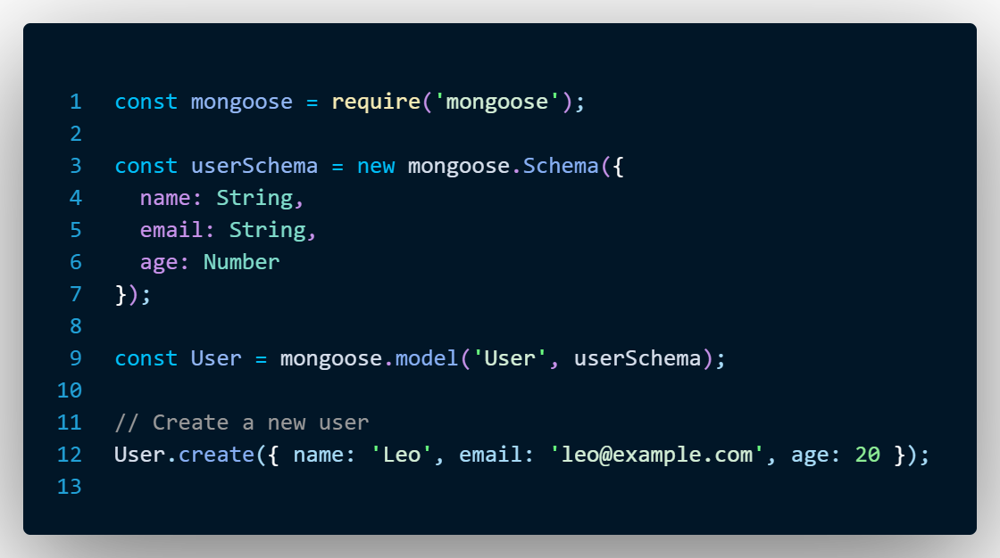 1 const mongoose = require('mongoose');
2
3 const userSchema = new mongoose.Schema({
4   name: String,
5   email: String,
6   age: Number
7 });
8
9 const User = mongoose.model('User', userSchema);
10
11 // Create a new user
12 User.create({ name: 'Leo', email: 'leo@example.com', age: 20 });
13